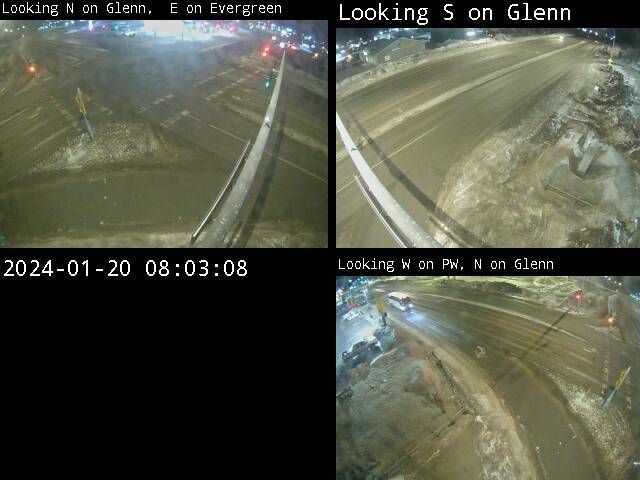 Looking N on Glenn,  E on Evergreen
Looking S on Glenn
2024-01-20 08:03:08
Looking W on PW, N on Glenn